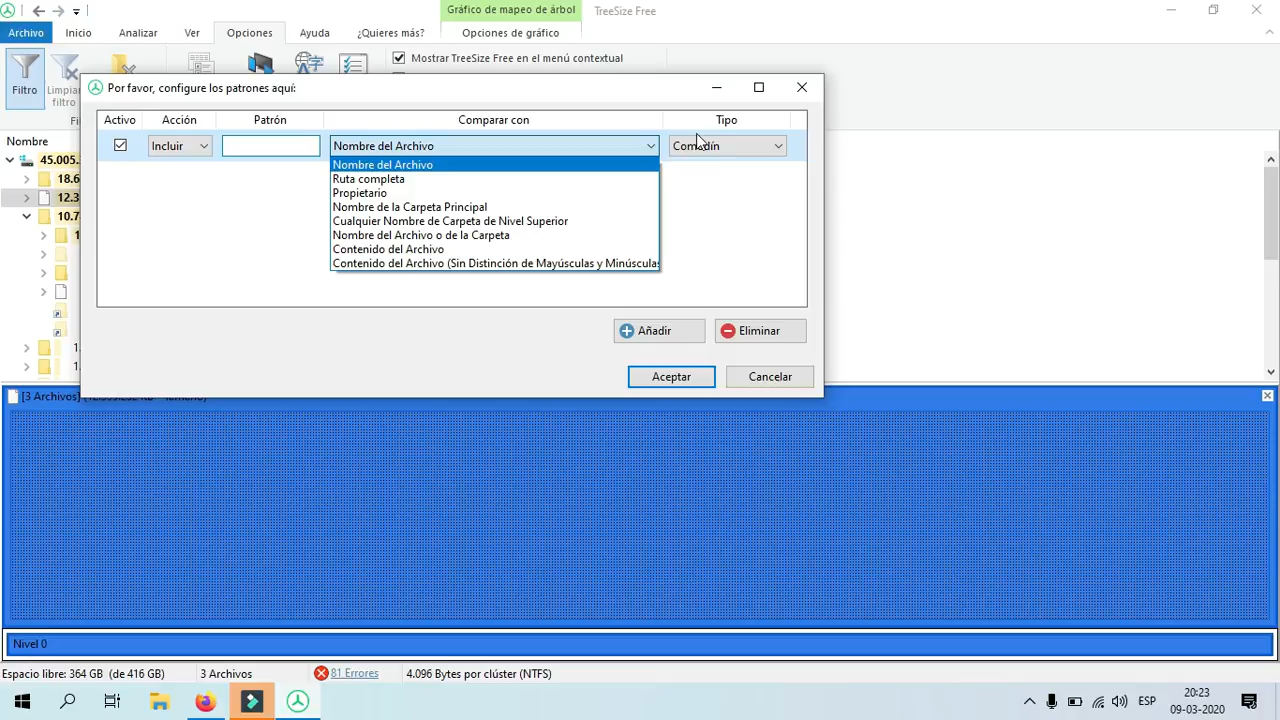 Gráfico de mapeo de árbol
TreeSize Free
Archivo
Inicio
Analizar
Ver
Opciones
Ayuda
¿Quieres más?
Opciones de gráfico
Filtro
Limpiar
filtro
Mostrar TreeSize Free en el menú contextual
Por favor, configure los patrones aquí:
Activo
Acción
Patrón
Comparar con
Tipo
Incluir
Nombre del Archivo
Nombre del Archivo
Ruta completa
Propietario
Nombre de la Carpeta Principal
Cualquier Nombre de Carpeta de Nivel Superior
Nombre del Archivo o de la Carpeta
Contenido del Archivo
Contenido del Archivo (Sin Distinción de Mayúsculas y Minúsculas
Añadir
Eliminar
Aceptar
Cancelar
Nombre
45.005.
18.6
12.3
10.7
1
1.
1.
[3 Archivos]
Nivel 0
Espacio libre: 364 GB (de 416 GB)
3 Archivos
81 Errores
4.096 Bytes por clúster (NTFS)
ESP
20:23
09-03-2020